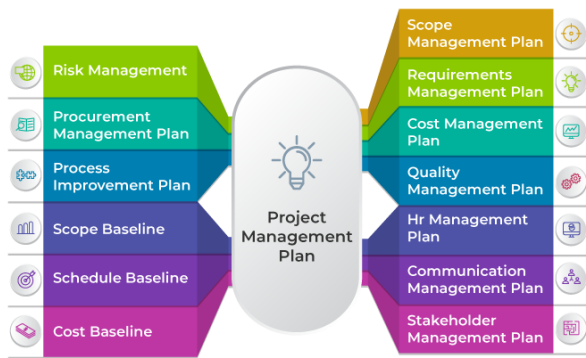 Risk Management
Procurement
Management Plan
Process
Improvement Plan
Scope Baseline
Schedule Baseline
Cost Baseline
Project
Management
Plan
Scope
Management Plan
Requirements
Management Plan
Cost Management
Plan
Quality
Management Plan
Hr Management
Plan
Communication
Management Plan
Stakeholder
Management Plan